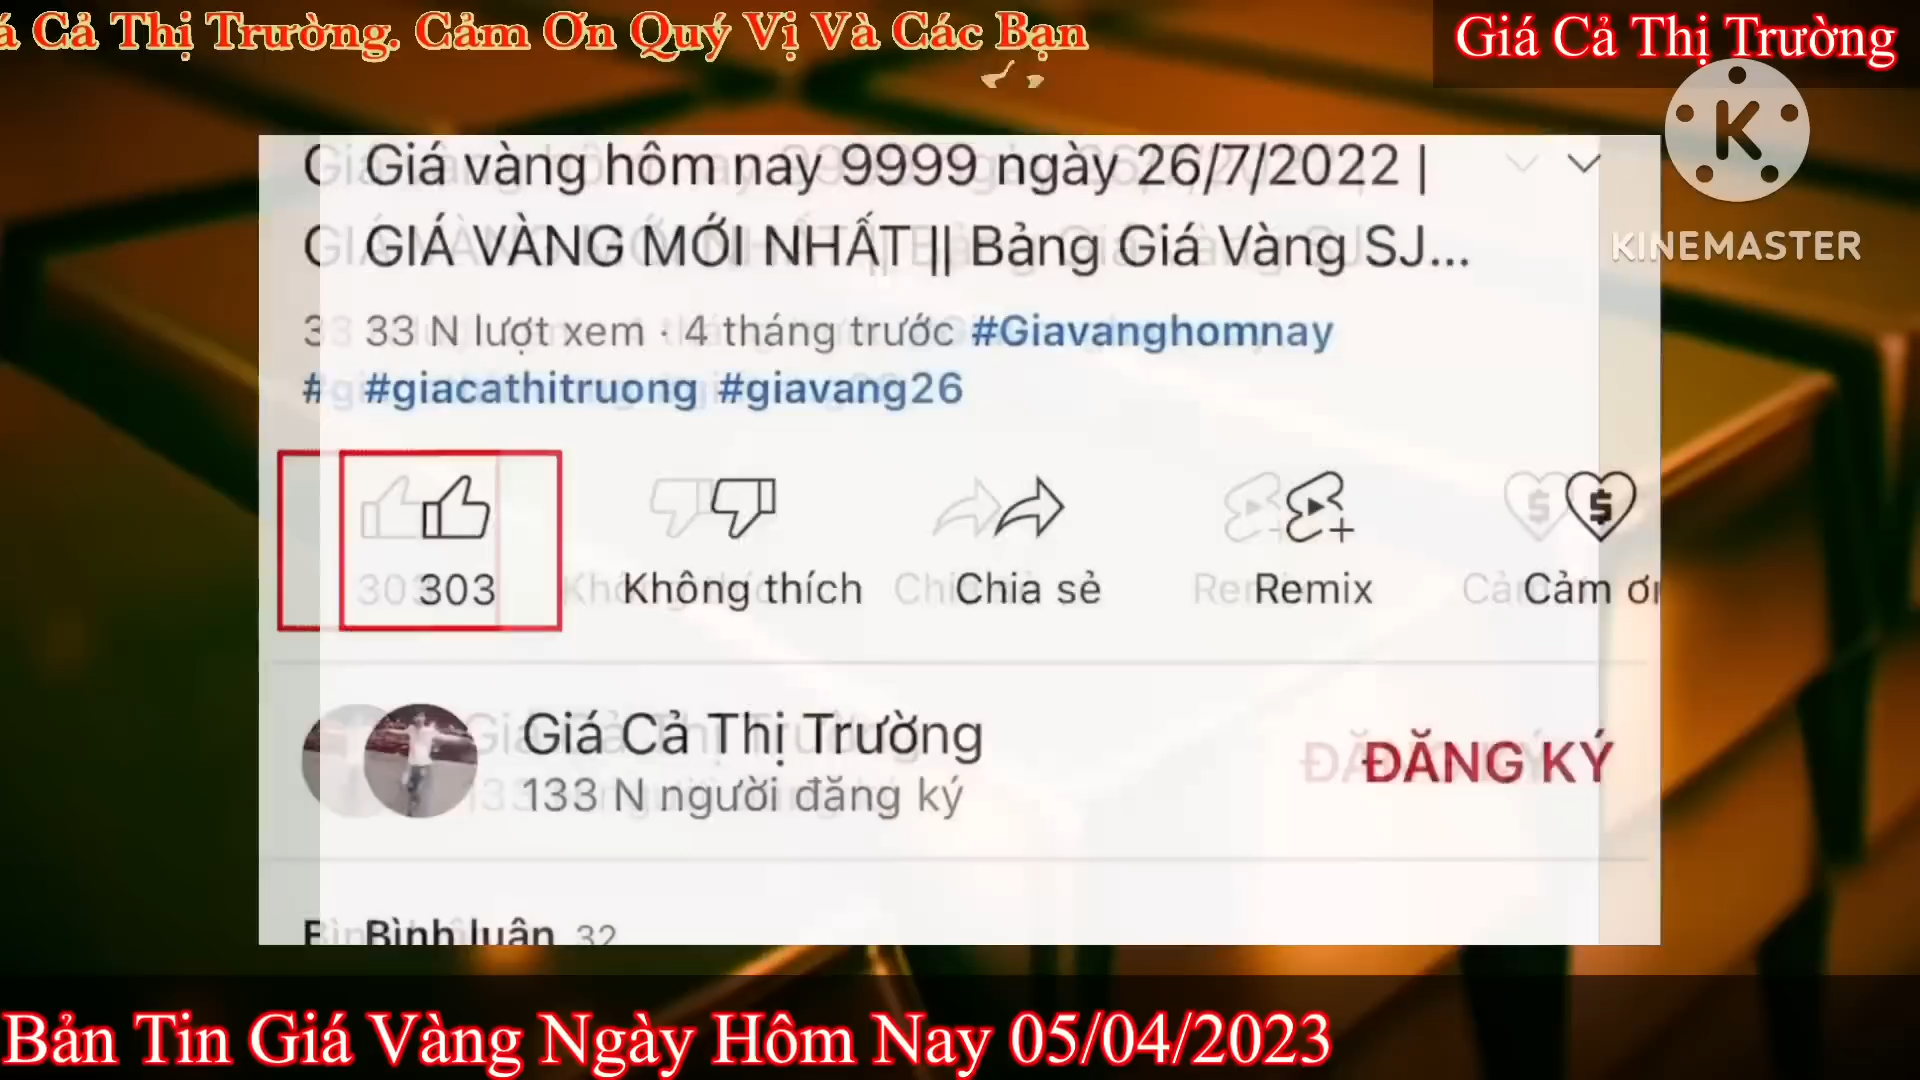 Cả Thị Trường. Cảm Ơn Quý Vị Và Các Bạn
Giá Cả Thị Trường
KINEMASTER
Giá vàng hôm nay 9999 ngày 26/7/2022 |
GIÁ VÀNG MỚI NHẤT || Bảng Giá Vàng SJ...
33 N lượt xem · 4 tháng trước #Giavanghomnay
#giacathitruong #giavang26
303 Không thích Chia sẻ Remix Cảm ơn
Giá Cả Thị Trường
133 N người đăng ký
ĐĂNG KÝ
Bình luận 32
Bản Tin Giá Vàng Ngày Hôm Nay 05/04/2023